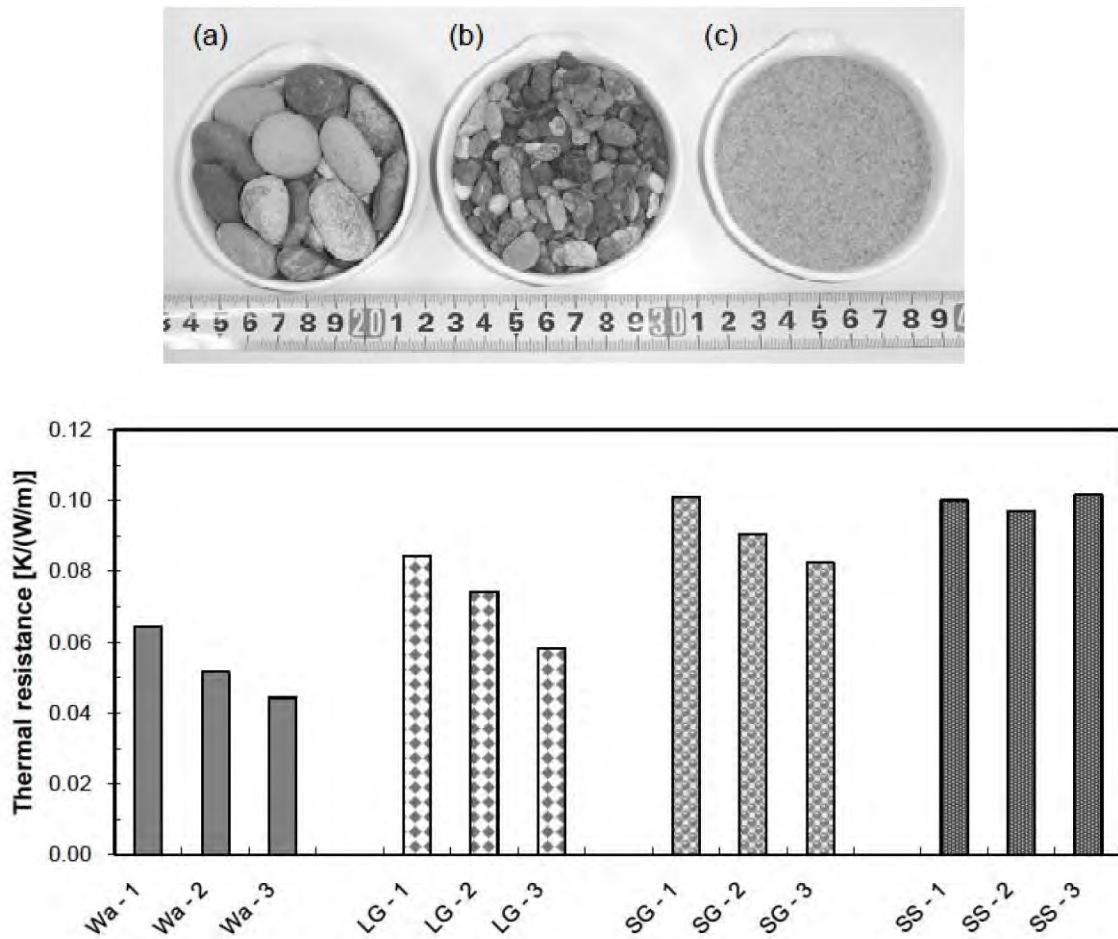 (a) (b) (c)
3 4 5 6 7 8 9 20 1 2 3 4 5 6 7 8 9 30 1 2 3 4 5 6 7 8 9 4
0.12
0.10
0.08
0.06
0.04
0.02
0.00
Thermal resistance [K/(W/m)]
Wa - 1 Wa - 2 Wa - 3 LG - 1 LG - 2 LG - 3 SG - 1 SG - 2 SG - 3 SS - 1 SS - 2 SS - 3